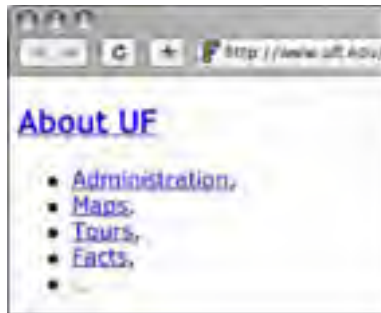 http://www.ufl.edu/
About UF
Administration,
Maps,
Tours,
Facts,
...